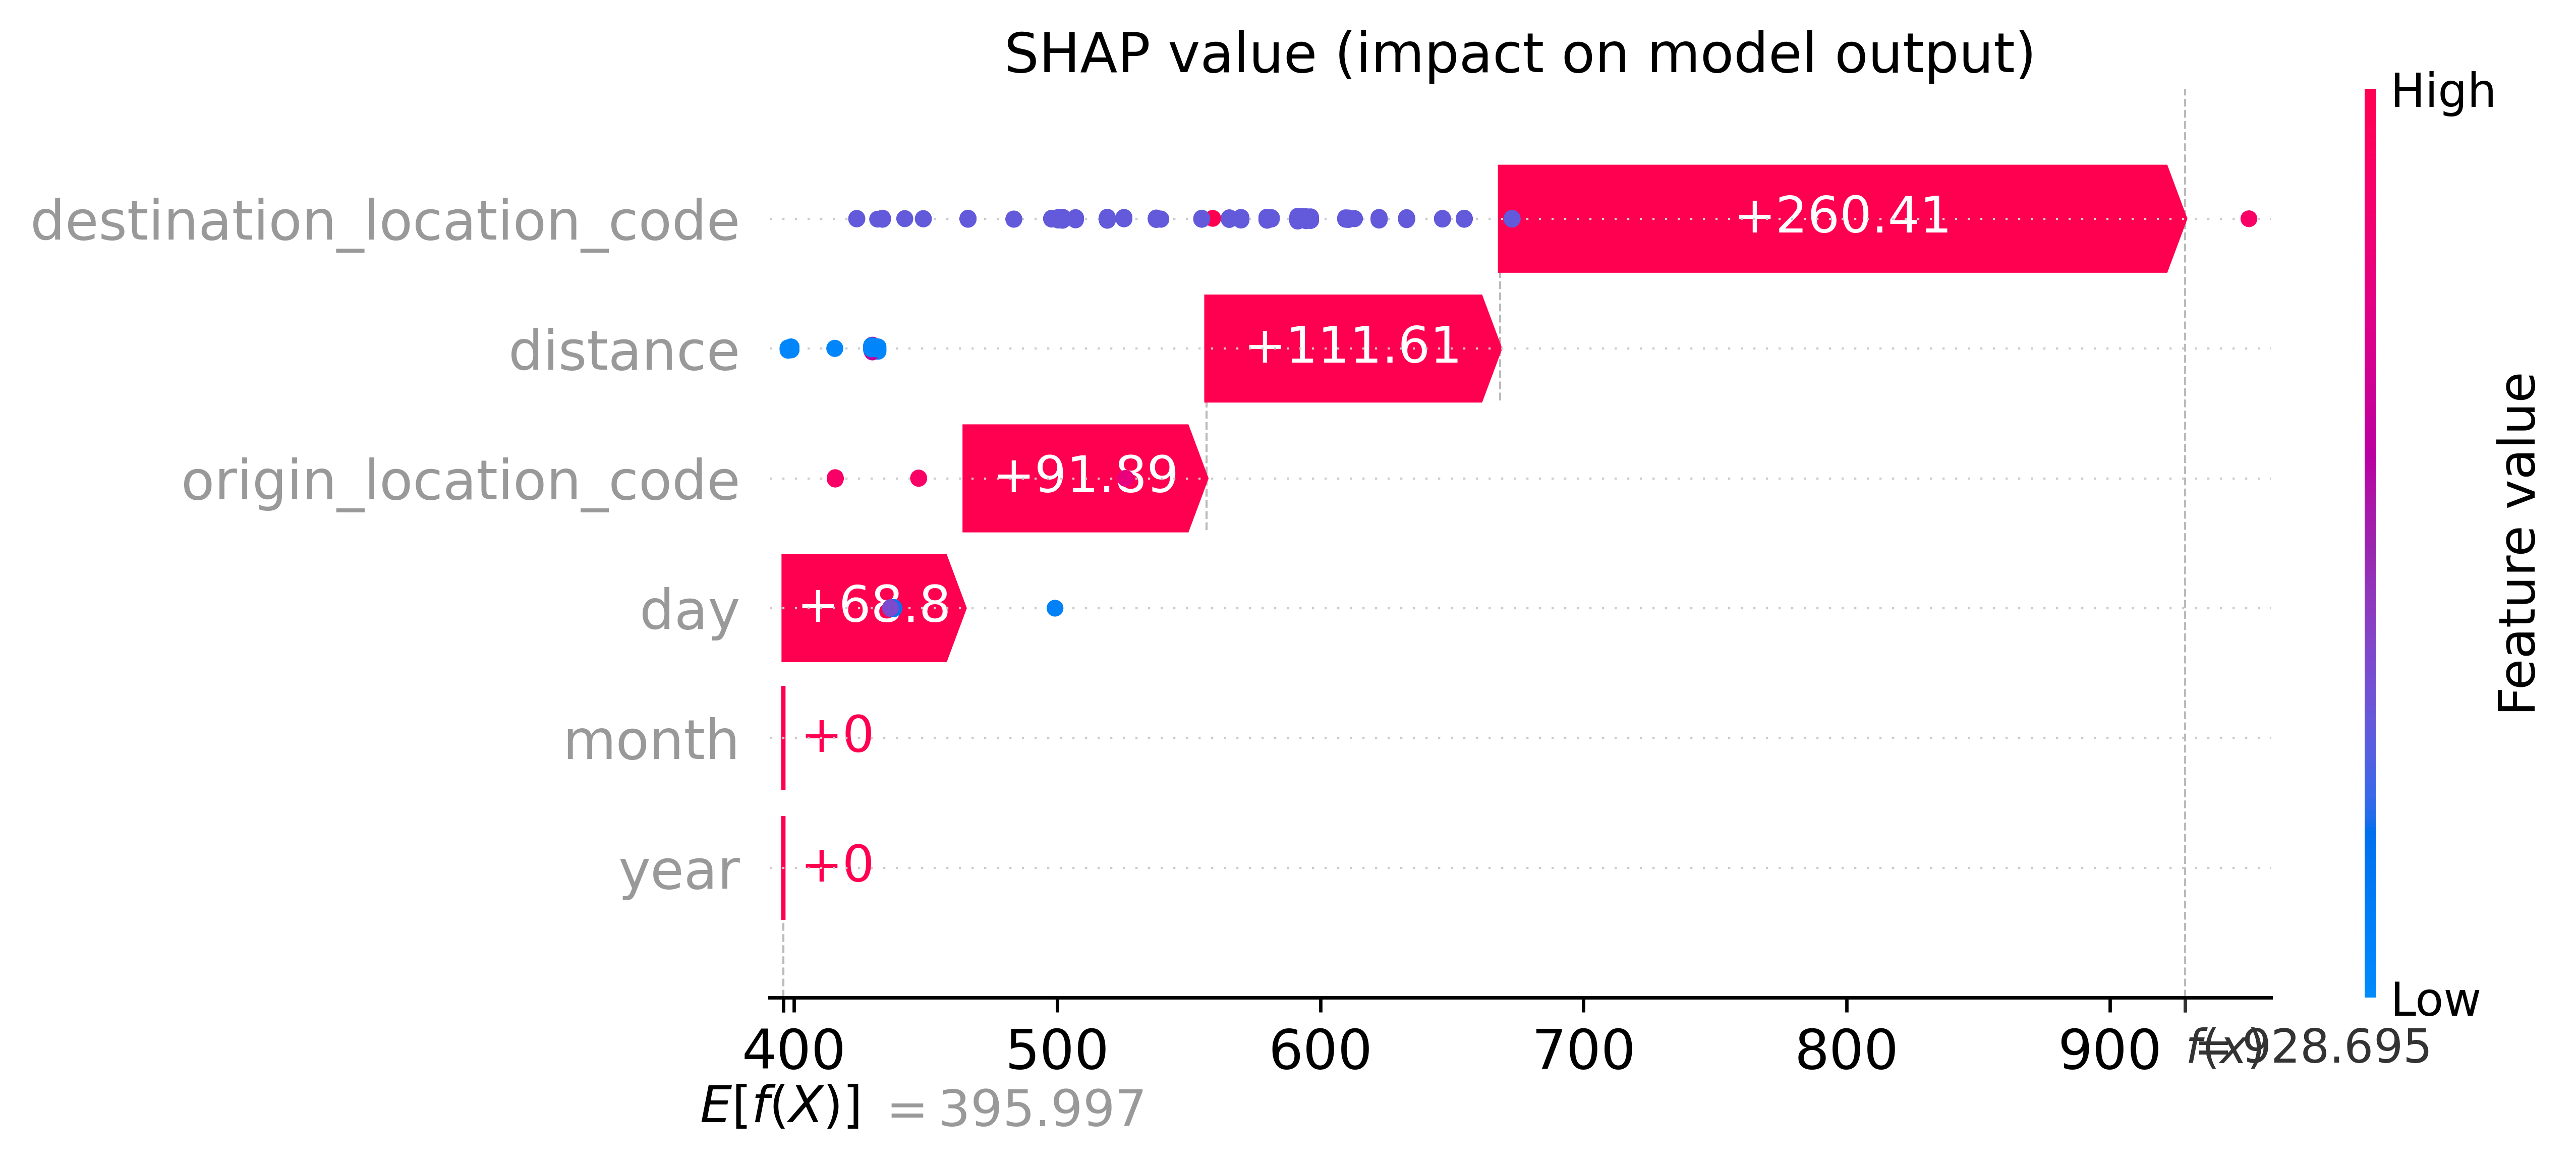 SHAP value (impact on model output)
High
destination_location_code
+260.41
distance
+111.61
origin_location_code
+91.89
day
+68.8
month
+0
year
+0
Feature value
Low
400 500 600 700 800 900
f(x) = 928.695
E[f(X)] = 395.997